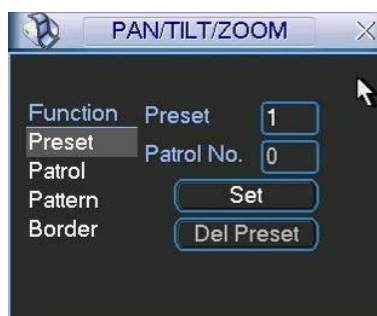 PAN/TILT/ZOOM
Function Preset 1
Preset
Patrol No. 0
Patrol
Pattern Set
Border Del Preset